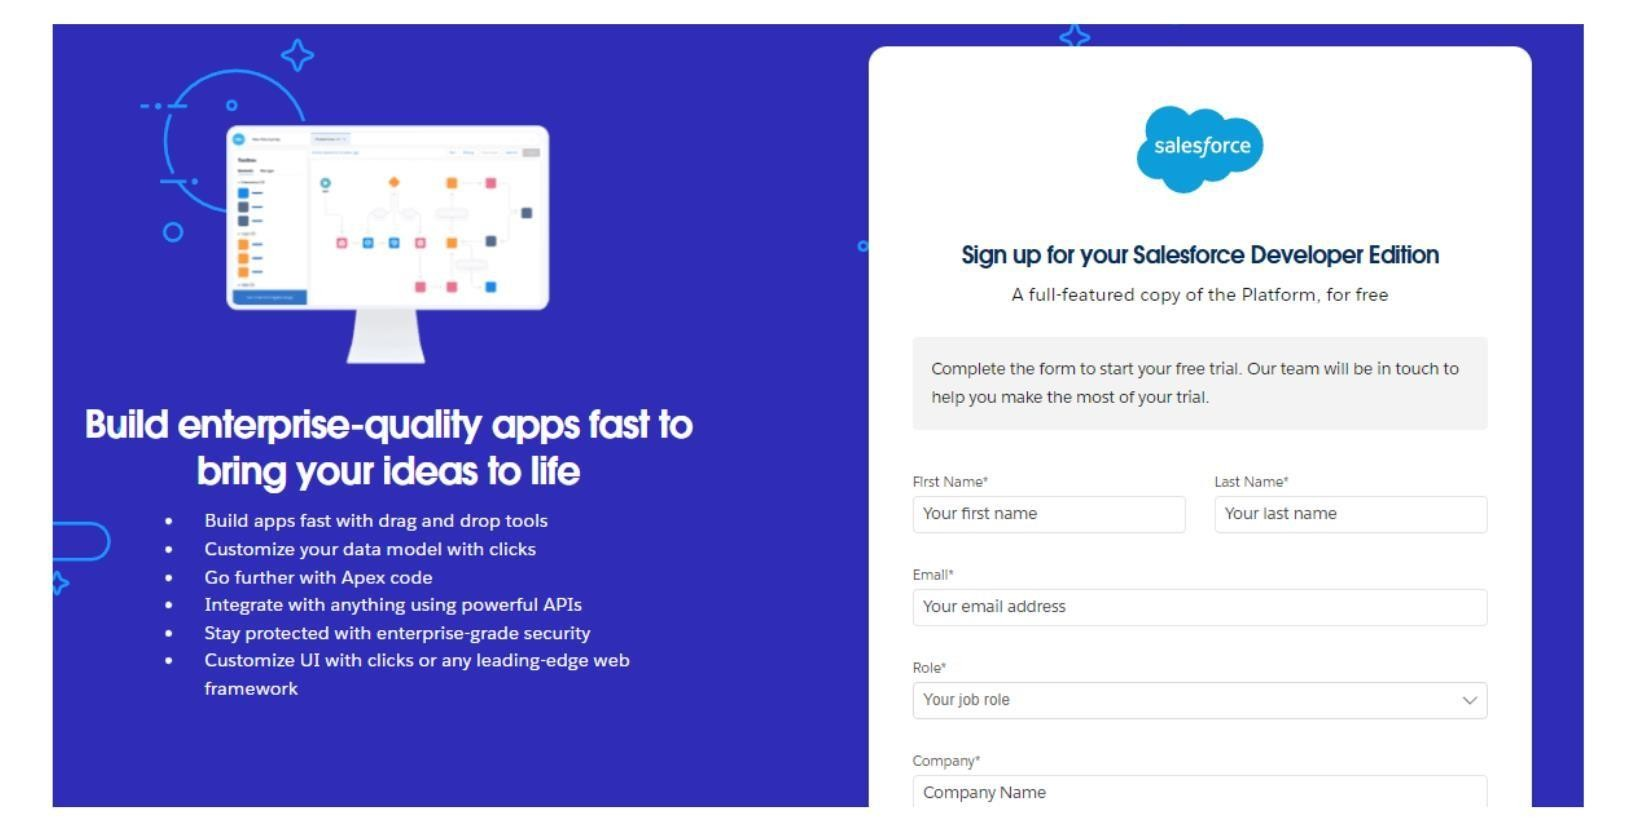 Build enterprise-quality apps fast to
bring your ideas to life
• Build apps fast with drag and drop tools
• Customize your data model with clicks
• Go further with Apex code
• Integrate with anything using powerful APIs
• Stay protected with enterprise-grade security
• Customize UI with clicks or any leading-edge web
framework
salesforce
Sign up for your Salesforce Developer Edition
A full-featured copy of the Platform, for free
Complete the form to start your free trial. Our team will be in touch to
help you make the most of your trial.
First Name* Last Name*
Your first name Your last name
Email*
Your email address
Role*
Your job role
Company*
Company Name